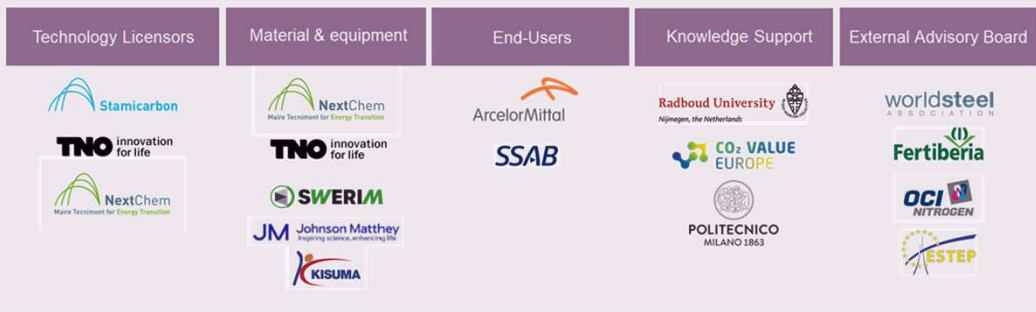 Technology Licensors
Material & equipment
End-Users
Knowledge Support
External Advisory Board
Stamicarbon
TNO innovation for life
NextChem
Maire Tecnimont for Energy Transition
NextChem
Maire Tecnimont for Energy Transition
TNO innovation for life
SWERIM
JM Johnson Matthey
Inspiring science, enhancing life
KISUMA
ArcelorMittal
SSAB
Radboud University
Nijmegen, the Netherlands
CO₂ VALUE
EUROPE
POLITECNICO
MILANO 1863
worldsteel
ASSOCIATION
Fertiberia
OCI
NITROGEN
ESTEP